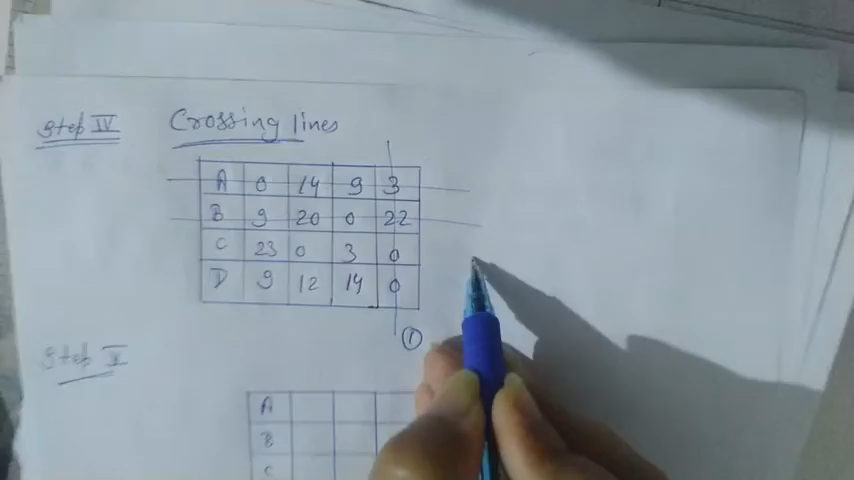 Step IV Crossing lines
A 0 14 9 3
B 9 20 0 22
C 23 0 3 0
D 9 12 14 0
1
Step V
A
B
C